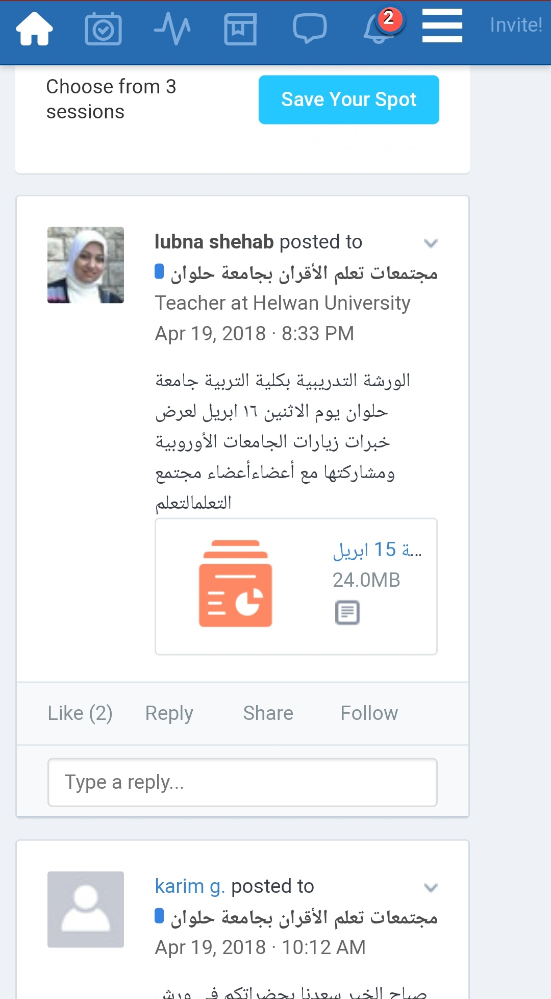 2
Invite!
Choose from 3
sessions
Save Your Spot
lubna shehab posted to
مجتمعات تعلم الأقران بجامعة حلوان
Teacher at Helwan University
Apr 19, 2018 · 8:33 PM
الورشة التدريبية بكلية التربية جامعة
حلوان يوم الاثنين ١٦ ابريل لعرض
خبرات زيارات الجامعات الأوروبية
ومشاركتها مع أعضاءأعضاء مجتمع
التعلمالتعلم
...ة 15 ابريل
24.0MB
Like (2)
Reply
Share
Follow
Type a reply...
karim g. posted to
مجتمعات تعلم الأقران بجامعة حلوان
Apr 19, 2018 · 10:12 AM
صباح الخير سعدنا بحضراتكم في ورش